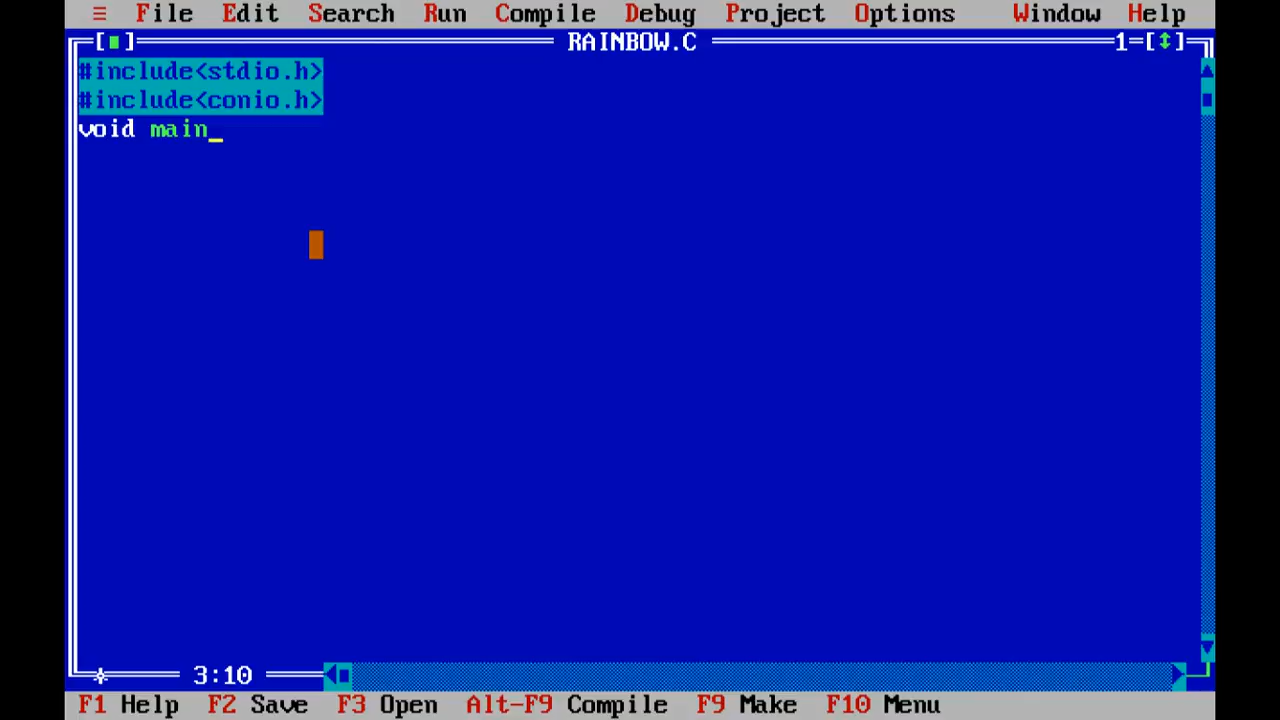 ≡ File Edit Search Run Compile Debug Project Options Window Help
[■] RAINBOW.C 1=[↕]
#include<stdio.h>
#include<conio.h>
void main_
3:10
F1 Help F2 Save F3 Open Alt-F9 Compile F9 Make F10 Menu